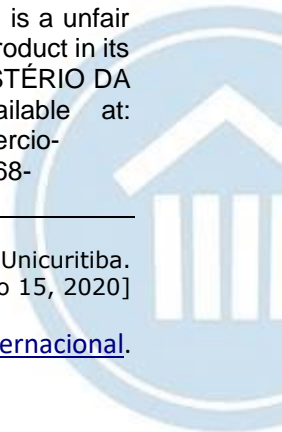 is a unfair
roduct in its
STÉRIO DA
ailable at:
ercio-
68-
Unicuritiba.
o 15, 2020]
ernacional.